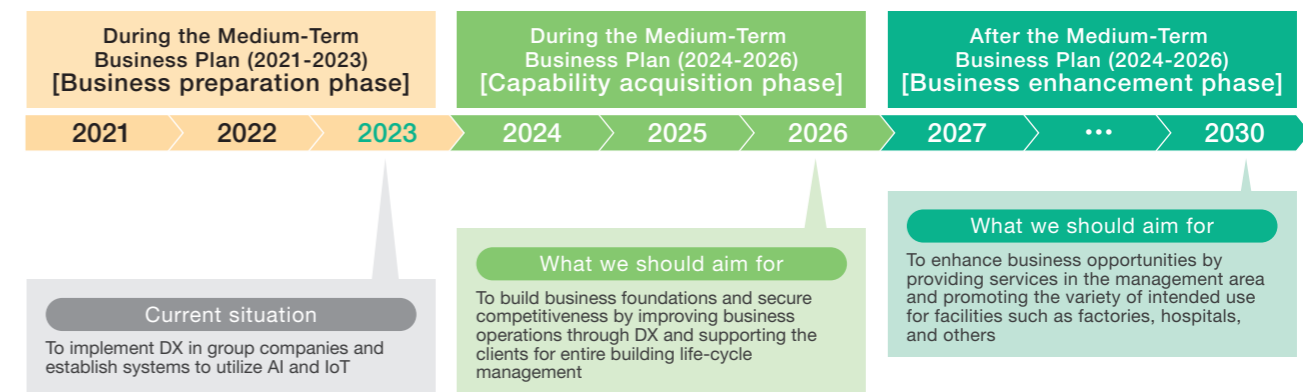 During the Medium-Term
Business Plan (2021-2023)
[Business preparation phase]
During the Medium-Term
Business Plan (2024-2026)
[Capability acquisition phase]
After the Medium-Term
Business Plan (2024-2026)
[Business enhancement phase]
2021
2022
2023
2024
2025
2026
2027
•••
2030
Current situation
To implement DX in group companies and
establish systems to utilize AI and IoT
What we should aim for
To build business foundations and secure
competitiveness by improving business
operations through DX and supporting the
clients for entire building life-cycle
management
What we should aim for
To enhance business opportunities by
providing services in the management area
and promoting the variety of intended use
for facilities such as factories, hospitals,
and others